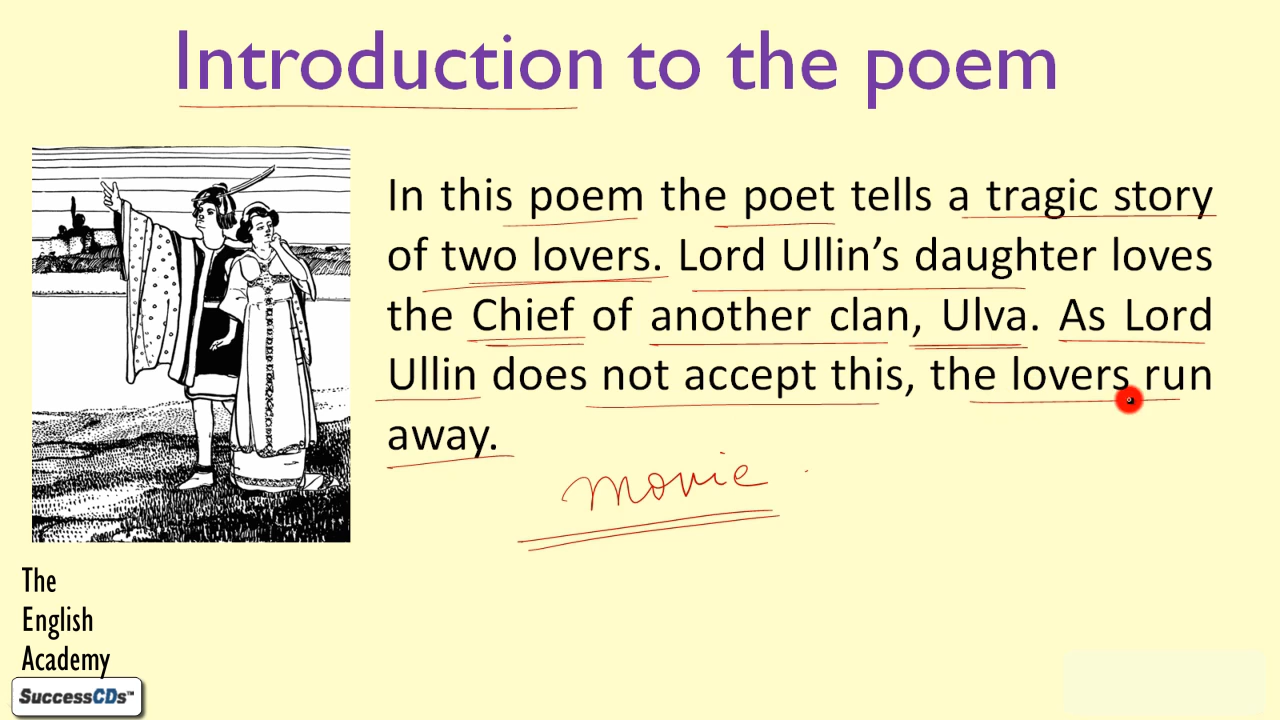 Introduction to the poem
In this poem the poet tells a tragic story
of two lovers. Lord Ullin’s daughter loves
the Chief of another clan, Ulva. As Lord
Ullin does not accept this, the lovers run
away.
movie
The
English
Academy
SuccessCDs™